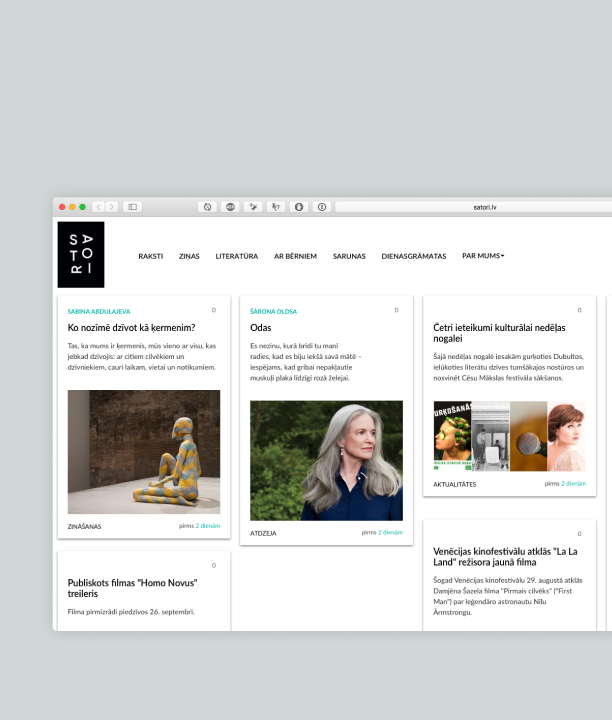 satori.lv
SA
TO
RI
RAKSTI
ZIŅAS
LITERATŪRA
AR BĒRNIEM
SARUNAS
DIENASGRĀMATAS
PAR MUMS
SABINA ABDULAJEVA
0
Ko nozīmē dzīvot kā ķermenim?
Tas, ka mums ir ķermenis, mūs vieno ar visu, kas
jebkad dzīvojis: ar citiem cilvēkiem un
dzīvniekiem, cauri laikam, vietai un notikumiem.
ZINĀŠANAS
pirms 2 dienām
0
Publiskots filmas "Homo Novus"
treileris
Filma pirmizrādi piedzīvos 26. septembrī.
ŠĀRONA OLDSA
0
Odas
Es nezinu, kurā brīdī tu mani
radies, kad es biju iekšā savā mātē –
iespējams, kad gribai nepakļautie
muskuļi plaka līdzīgi rozā želejai.
ATDZEJA
pirms 2 dienām
0
Četri ieteikumi kulturālai nedēļas
nogalei
Šajā nedēļas nogalē iesakām gurķoties Dubultos,
ielūkoties literātu dzīves tumšākajos nostūros un
nosvinēt Cēsu Mākslas festivāla sākšanos.
AKTUALITĀTES
pirms 2 dienām
0
Venēcijas kinofestivālu atklās "La La
Land" režisora jaunā filma
Šogad Venēcijas kinofestivālu 29. augustā atklās
Damjēna Šazela filma "Pirmais cilvēks" ("First
Man") par leģendāro astronautu Nīlu
Ārmstrongu.